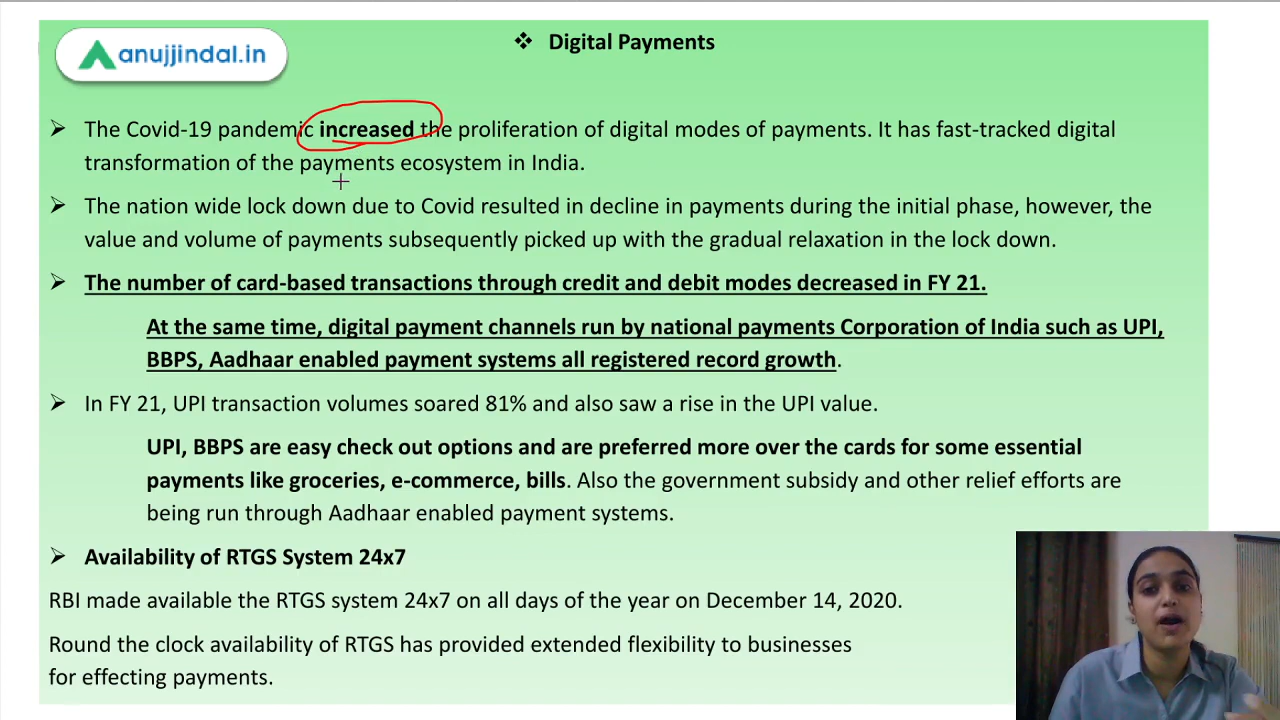 anujjindal.in
❖ Digital Payments
➢ The Covid-19 pandemic increased the proliferation of digital modes of payments. It has fast-tracked digital
transformation of the payments ecosystem in India.
➢ The nation wide lock down due to Covid resulted in decline in payments during the initial phase, however, the
value and volume of payments subsequently picked up with the gradual relaxation in the lock down.
➢ The number of card-based transactions through credit and debit modes decreased in FY 21.
At the same time, digital payment channels run by national payments Corporation of India such as UPI,
BBPS, Aadhaar enabled payment systems all registered record growth.
➢ In FY 21, UPI transaction volumes soared 81% and also saw a rise in the UPI value.
UPI, BBPS are easy check out options and are preferred more over the cards for some essential
payments like groceries, e-commerce, bills. Also the government subsidy and other relief efforts are
being run through Aadhaar enabled payment systems.
➢ Availability of RTGS System 24x7
RBI made available the RTGS system 24x7 on all days of the year on December 14, 2020.
Round the clock availability of RTGS has provided extended flexibility to businesses
for effecting payments.